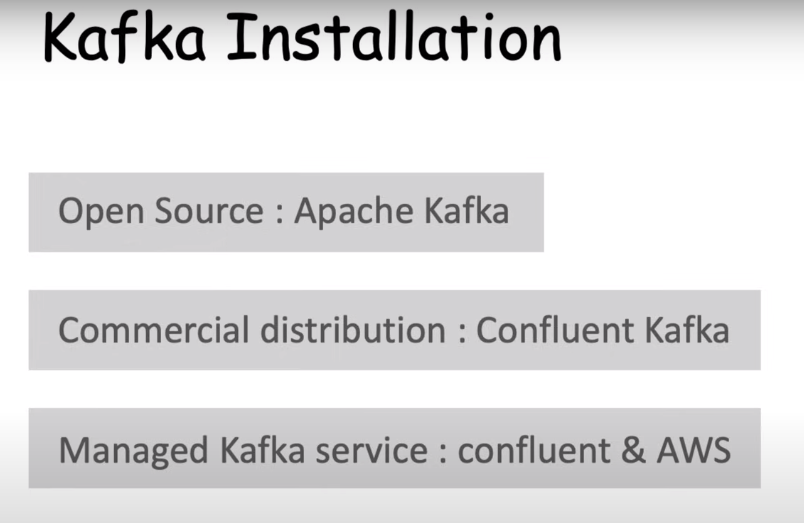 Kafka Installation
Open Source : Apache Kafka
Commercial distribution : Confluent Kafka
Managed Kafka service : confluent & AWS